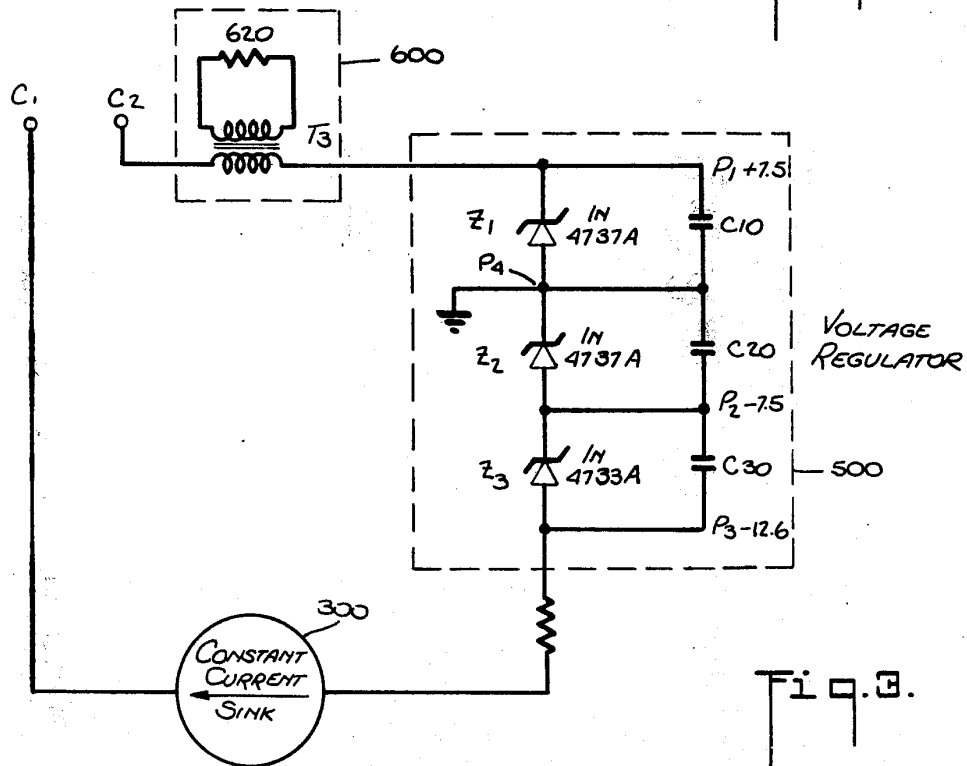 620
600
C1
C2
T3
P1 +7.5
Z1
IN
4737A
C10
P4
VOLTAGE
REGULATOR
Z2
IN
4737A
C20
P2 -7.5
Z3
IN
4733A
C30
500
P3 -12.6
300
CONSTANT
CURRENT
SINK
Fig.3.